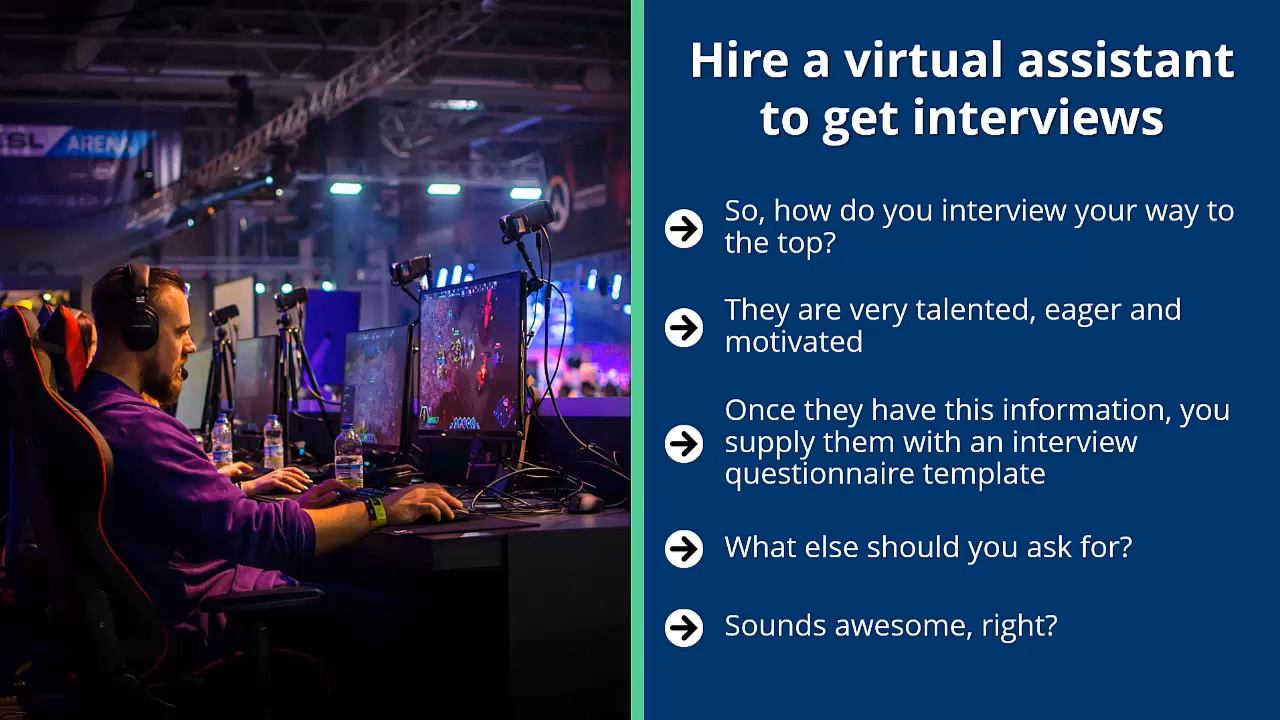 ESL ARENA
Hire a virtual assistant
to get interviews
So, how do you interview your way to
the top?
They are very talented, eager and
motivated
Once they have this information, you
supply them with an interview
questionnaire template
What else should you ask for?
Sounds awesome, right?